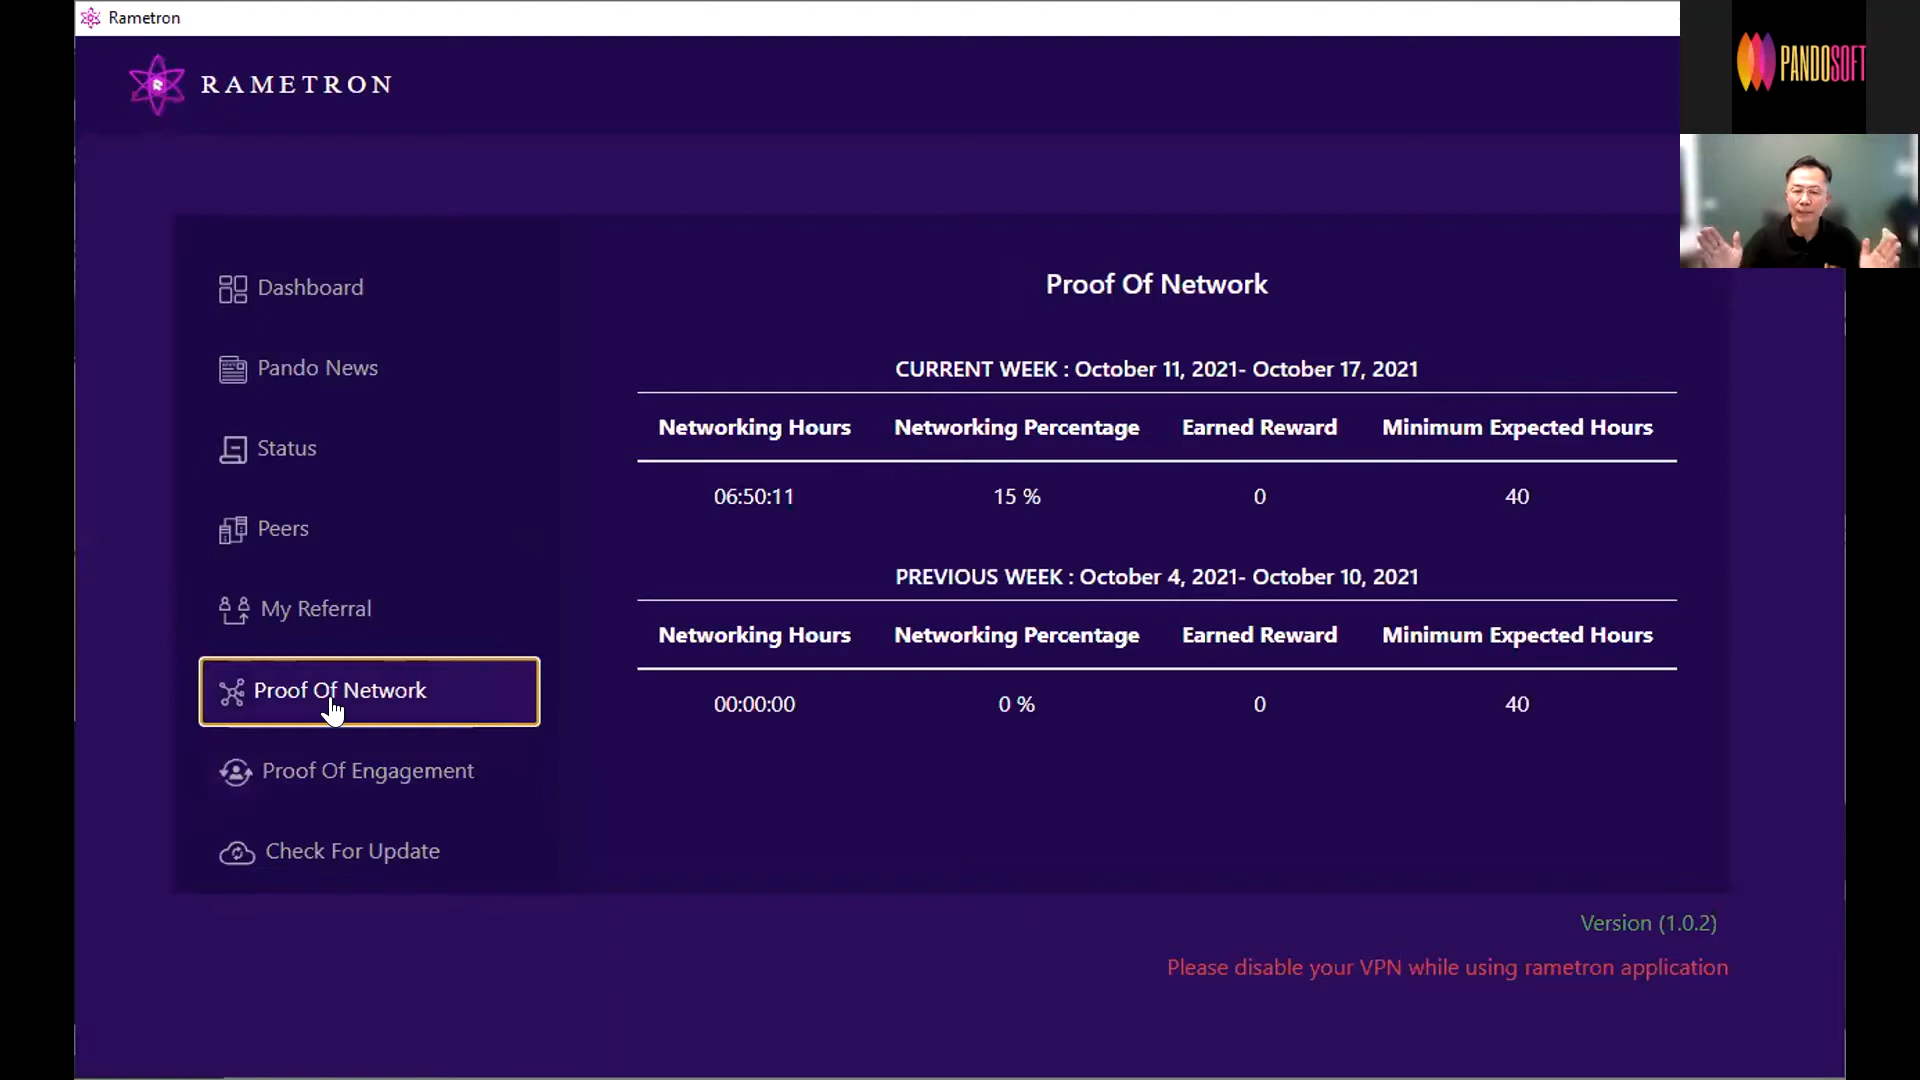 Rametron
RAMETRON
PANDOSOFT
Dashboard
Pando News
Status
Peers
My Referral
Proof Of Network
Proof Of Engagement
Check For Update
Proof Of Network
CURRENT WEEK : October 11, 2021- October 17, 2021
Networking Hours Networking Percentage Earned Reward Minimum Expected Hours
06:50:11 15 % 0 40
PREVIOUS WEEK : October 4, 2021- October 10, 2021
Networking Hours Networking Percentage Earned Reward Minimum Expected Hours
00:00:00 0 % 0 40
Version (1.0.2)
Please disable your VPN while using rametron application